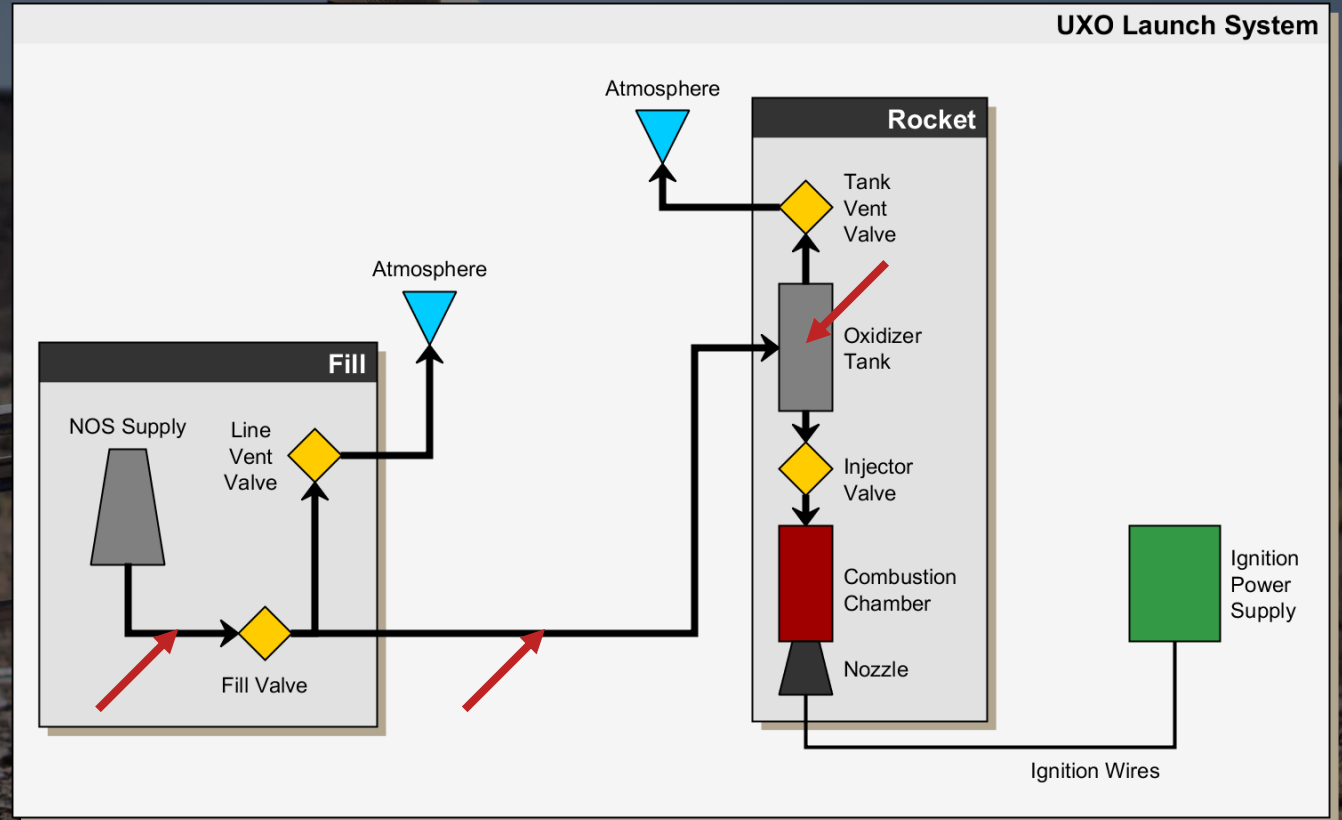 UXO Launch System
Atmosphere
Rocket
Tank
Vent
Valve
Atmosphere
Oxidizer
Tank
Fill
NOS Supply
Line
Vent
Valve
Injector
Valve
Combustion
Chamber
Ignition
Power
Supply
Nozzle
Fill Valve
Ignition Wires